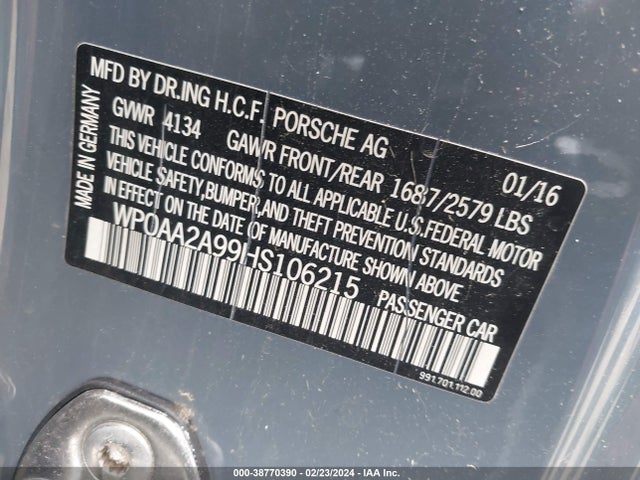 MFD BY DR.ING H.C.F. PORSCHE AG
GVWR 4134 GAWR FRONT/REAR 1687/2579 LBS
01/16
THIS VEHICLE CONFORMS TO ALL APPLICABLE U.S.FEDERAL MOTOR
VEHICLE SAFETY,BUMPER,AND THEFT PREVENTION STANDARDS
IN EFFECT ON THE DATE OF MANUFACTURE SHOWN ABOVE
WP0AA2A99HS106215
PASSENGER CAR
MADE IN GERMANY
991.701.112.00
000-38770390 - 02/23/2024 - IAA Inc.